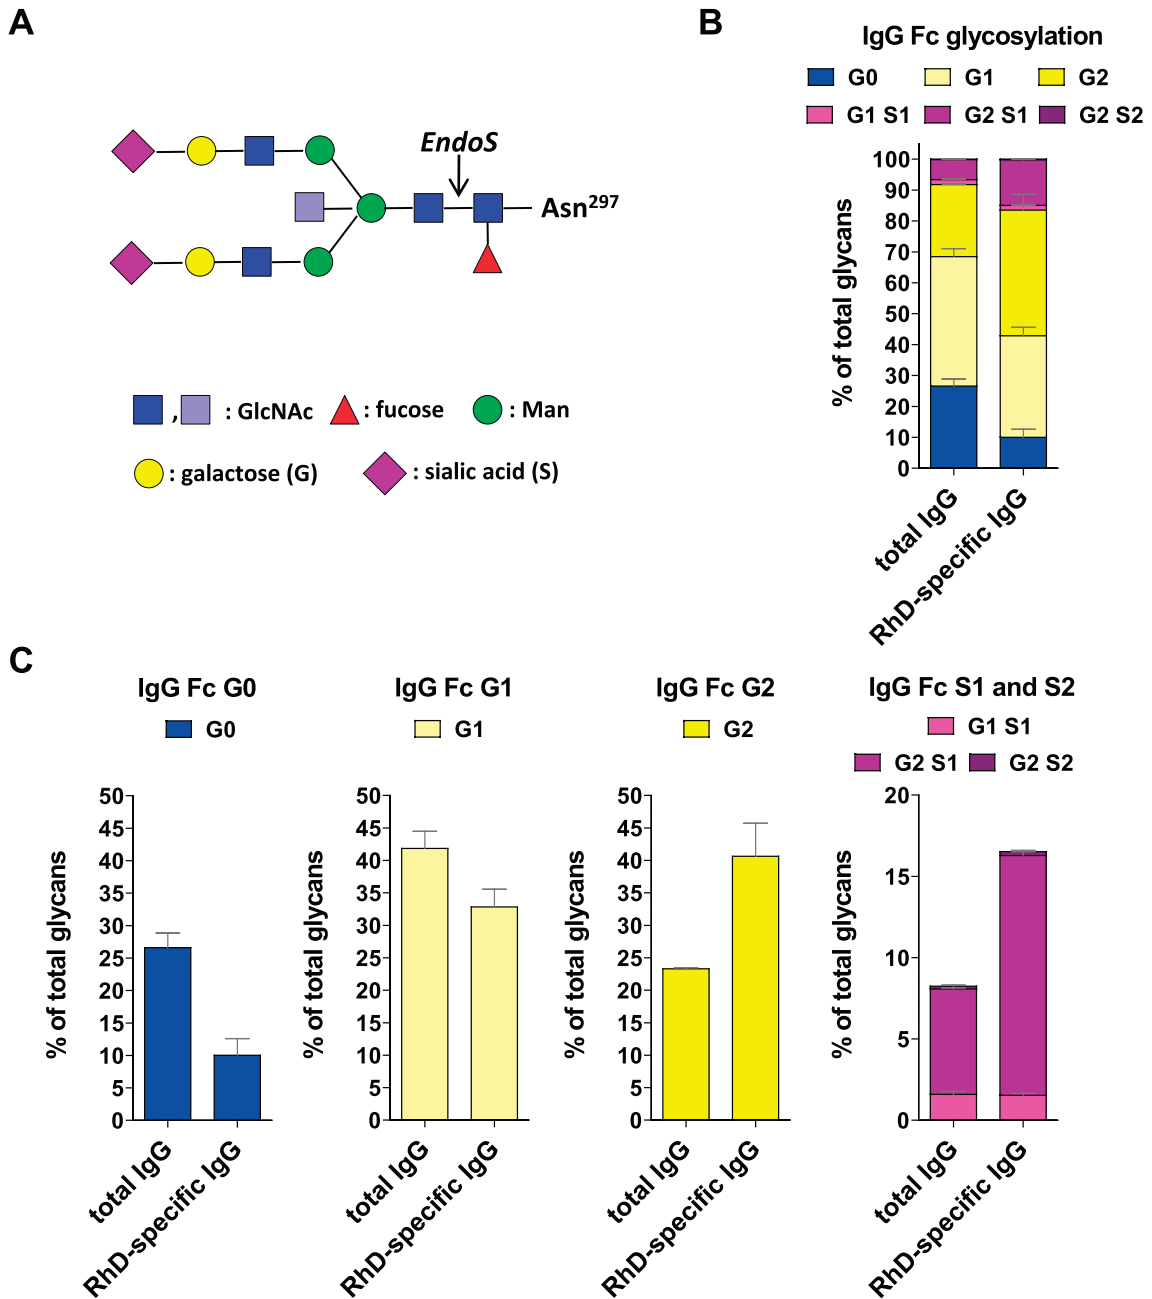 A
EndoS
Asn297
, : GlcNAc : fucose : Man
: galactose (G) : sialic acid (S)
B
IgG Fc glycosylation
G0 G1 G2
G1 S1 G2 S1 G2 S2
% of total glycans
100
90
80
70
60
50
40
30
20
10
0
total IgG
RhD-specific IgG
C
IgG Fc G0
G0
% of total glycans
50
45
40
35
30
25
20
15
10
5
0
total IgG
RhD-specific IgG
IgG Fc G1
G1
% of total glycans
50
45
40
35
30
25
20
15
10
5
0
total IgG
RhD-specific IgG
IgG Fc G2
G2
% of total glycans
50
45
40
35
30
25
20
15
10
5
0
total IgG
RhD-specific IgG
IgG Fc S1 and S2
G1 S1
G2 S1 G2 S2
% of total glycans
20
15
10
5
0
total IgG
RhD-specific IgG